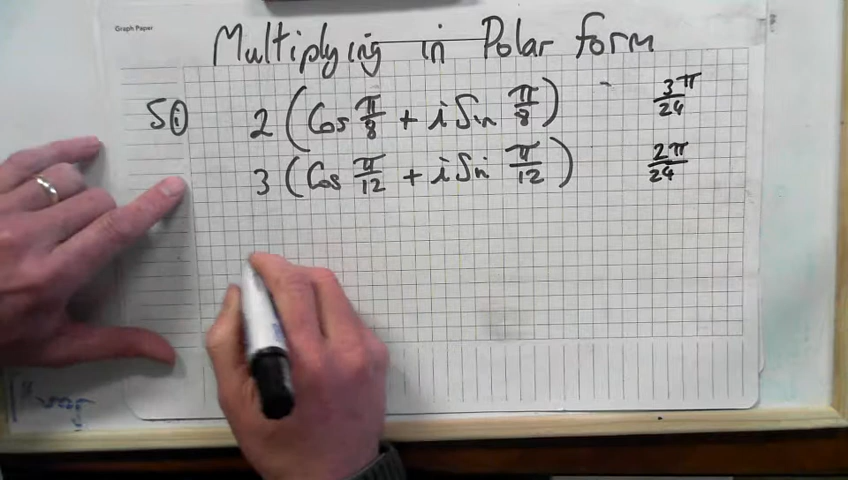 Graph Paper
Multiplying in Polar form
5 (i) 2 (Cos π/8 + i Sin π/8) 3π/24
3 (Cos π/12 + i Sin π/12) 2π/24